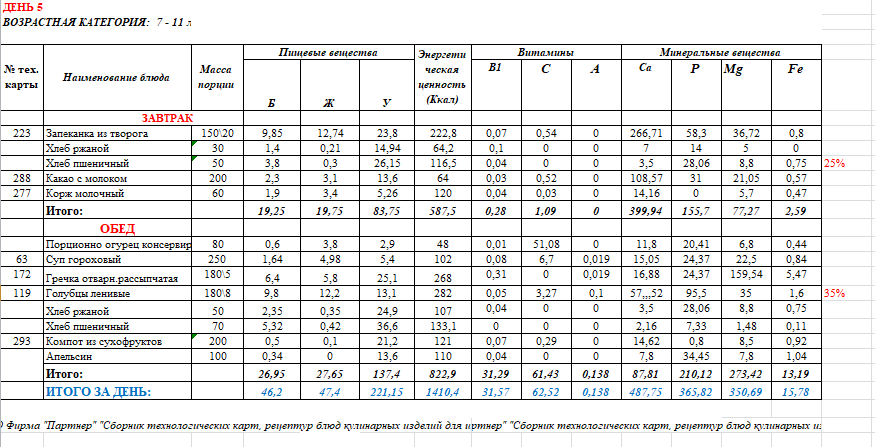 ДЕНЬ 5
ВОЗРАСТНАЯ КАТЕГОРИЯ: 7 - 11 л
№ тех. карты Наименование блюда Масса порции Пищевые вещества Энергети ческая ценность (Ккал) Витамины Минеральные вещества
Б Ж У В1 С А Са Р Mg Fe
ЗАВТРАК
223 Запеканка из творога 150\20 9,85 12,74 23,8 222,8 0,07 0,54 0 266,71 58,3 36,72 0,8
Хлеб ржаной 30 1,4 0,21 14,94 64,2 0,1 0 0 7 14 5 0
Хлеб пшеничный 50 3,8 0,3 26,15 116,5 0,04 0 0 3,5 28,06 8,8 0,75 25%
288 Какао с молоком 200 2,3 3,1 13,6 64 0,03 0,52 0 108,57 31 21,05 0,57
277 Корж молочный 60 1,9 3,4 5,26 120 0,04 0,03 0 14,16 0 5,7 0,47
Итого: 19,25 19,75 83,75 587,5 0,28 1,09 0 399,94 155,7 77,27 2,59
ОБЕД
Порционно огурец консервир 80 0,6 3,8 2,9 48 0,01 51,08 0 11,8 20,41 6,8 0,44
63 Суп гороховый 250 1,64 4,98 5,4 102 0,08 6,7 0,019 15,05 24,37 22,5 0,84
172 Гречка отварн.рассыпчатая 180\5 6,4 5,8 25,1 268 0,31 0 0,019 16,88 24,37 159,54 5,47
119 Голубцы ленивые 180\8 9,8 12,2 13,1 282 0,05 3,27 0,1 57,,,52 95,5 35 1,6 35%
Хлеб ржаной 50 2,35 0,35 24,9 107 0,04 0 0 3,5 28,06 8,8 0,75
Хлеб пшеничный 70 5,32 0,42 36,6 133,1 0 0 0 2,16 7,33 1,48 0,11
293 Компот из сухофруктов 200 0,5 0,1 21,2 121 0,07 0,29 0 14,62 0,8 8,5 0,92
Апельсин 100 0,34 0 13,6 110 0,04 0 0 7,8 34,45 7,8 1,04
Итого: 26,95 27,65 137,4 822,9 31,29 61,43 0,138 87,81 210,12 273,42 13,19
ИТОГО ЗА ДЕНЬ: 46,2 47,4 221,15 1410,4 31,57 62,52 0,138 487,75 365,82 350,69 15,78
) Фирма "Партнер" "Сборник технологических карт, рецептур блюд кулинарных изделий для иртнер" "Сборник технологических карт, рецептур блюд кулинарных из